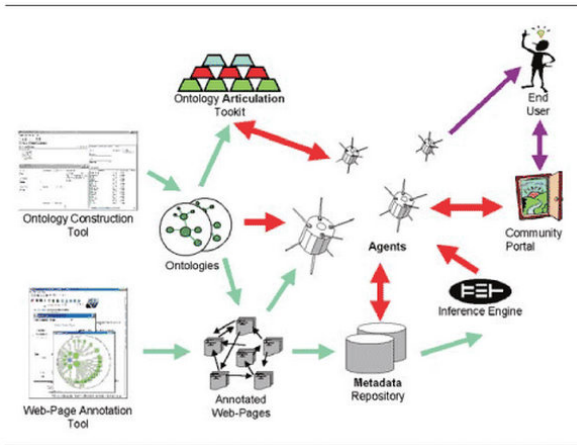 Ontology Articulation
Tookit
End
User
Ontology Construction
Tool
Ontologies
Agents
Community
Portal
Inference Engine
Web-Page Annotation
Tool
Annotated
Web-Pages
Metadata
Repository